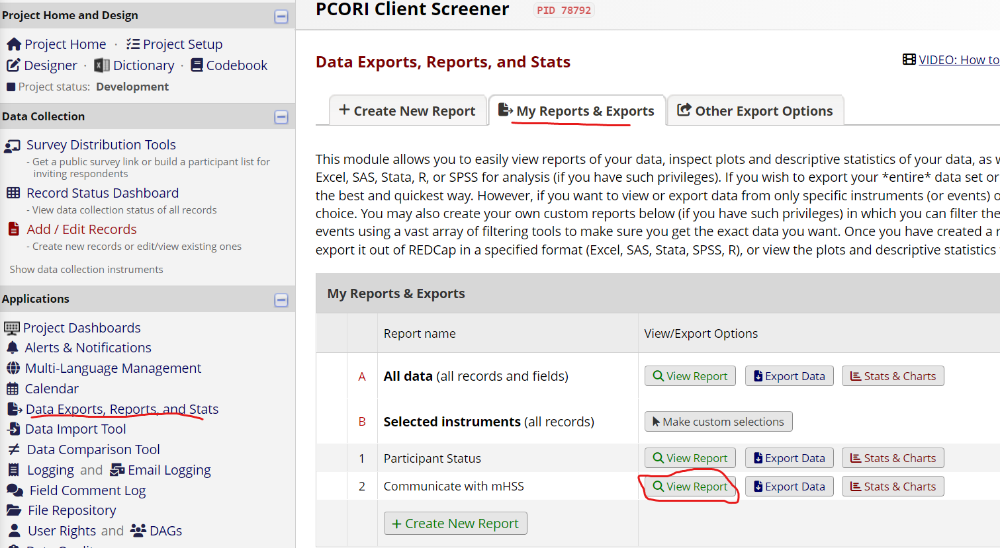 Project Home and Design
Project Home · Project Setup
Designer · Dictionary · Codebook
Project status: Development
Data Collection
Survey Distribution Tools
- Get a public survey link or build a participant list for
inviting respondents
Record Status Dashboard
- View data collection status of all records
Add / Edit Records
- Create new records or edit/view existing ones
Show data collection instruments
Applications
Project Dashboards
Alerts & Notifications
Multi-Language Management
Calendar
Data Exports, Reports, and Stats
Data Import Tool
Data Comparison Tool
Logging and Email Logging
Field Comment Log
File Repository
User Rights and DAGs
PCORI Client Screener PID 78792
Data Exports, Reports, and Stats
VIDEO: How to
+ Create New Report My Reports & Exports Other Export Options
This module allows you to easily view reports of your data, inspect plots and descriptive statistics of your data, as
Excel, SAS, Stata, R, or SPSS for analysis (if you have such privileges). If you wish to export your *entire* data set or
the best and quickest way. However, if you want to view or export data from only specific instruments (or events)
choice. You may also create your own custom reports below (if you have such privileges) in which you can filter the
events using a vast array of filtering tools to make sure you get the exact data you want. Once you have created a
export it out of REDCap in a specified format (Excel, SAS, Stata, SPSS, R), or view the plots and descriptive statistics
My Reports & Exports
Report name View/Export Options
A All data (all records and fields) View Report Export Data Stats & Charts
B Selected instruments (all records) Make custom selections
1 Participant Status View Report Export Data Stats & Charts
2 Communicate with mHSS View Report Export Data Stats & Charts
+ Create New Report